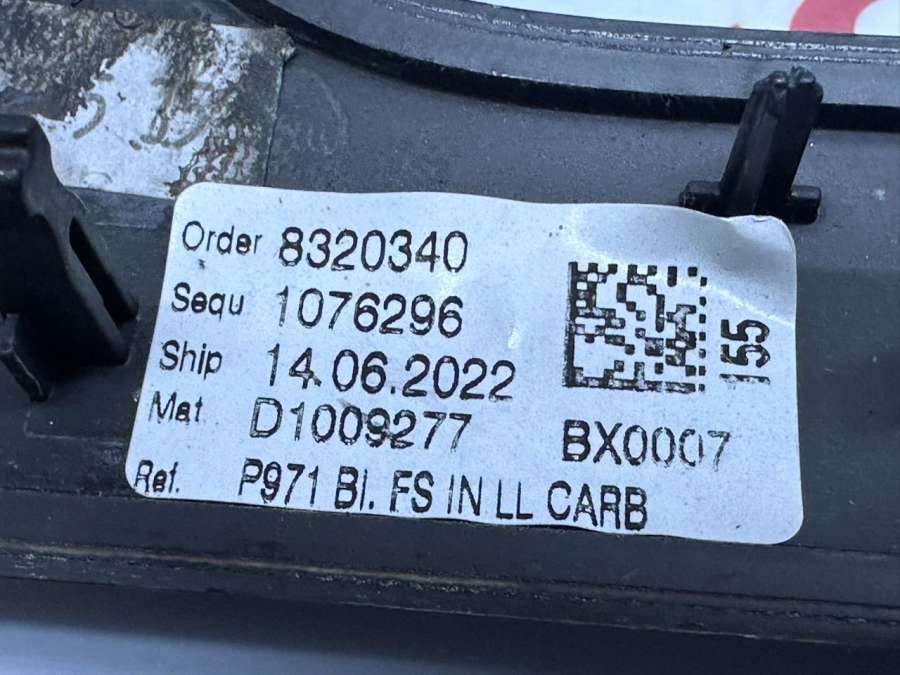 Order 8320340
Sequ 1076296
Ship 14.06.2022
155
Mat D1009277
BX0007
Ref. P971 BI. FS IN LL CARB